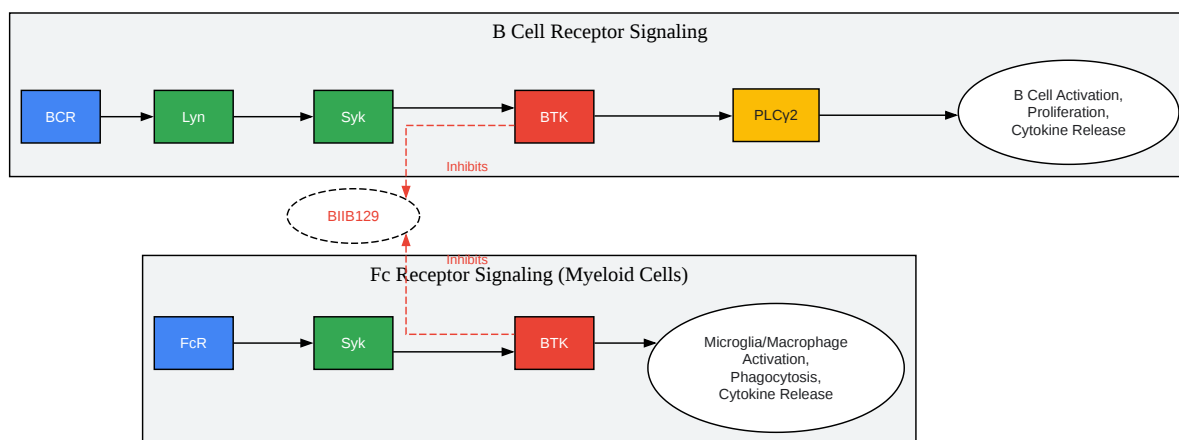 B Cell Receptor Signaling
BCR
Lyn
Syk
BTK
PLCγ2
B Cell Activation,
Proliferation,
Cytokine Release
Inhibits
BIIB129
Inhibits
Fc Receptor Signaling (Myeloid Cells)
FcR
Syk
BTK
Microglia/Macrophage
Activation,
Phagocytosis,
Cytokine Release